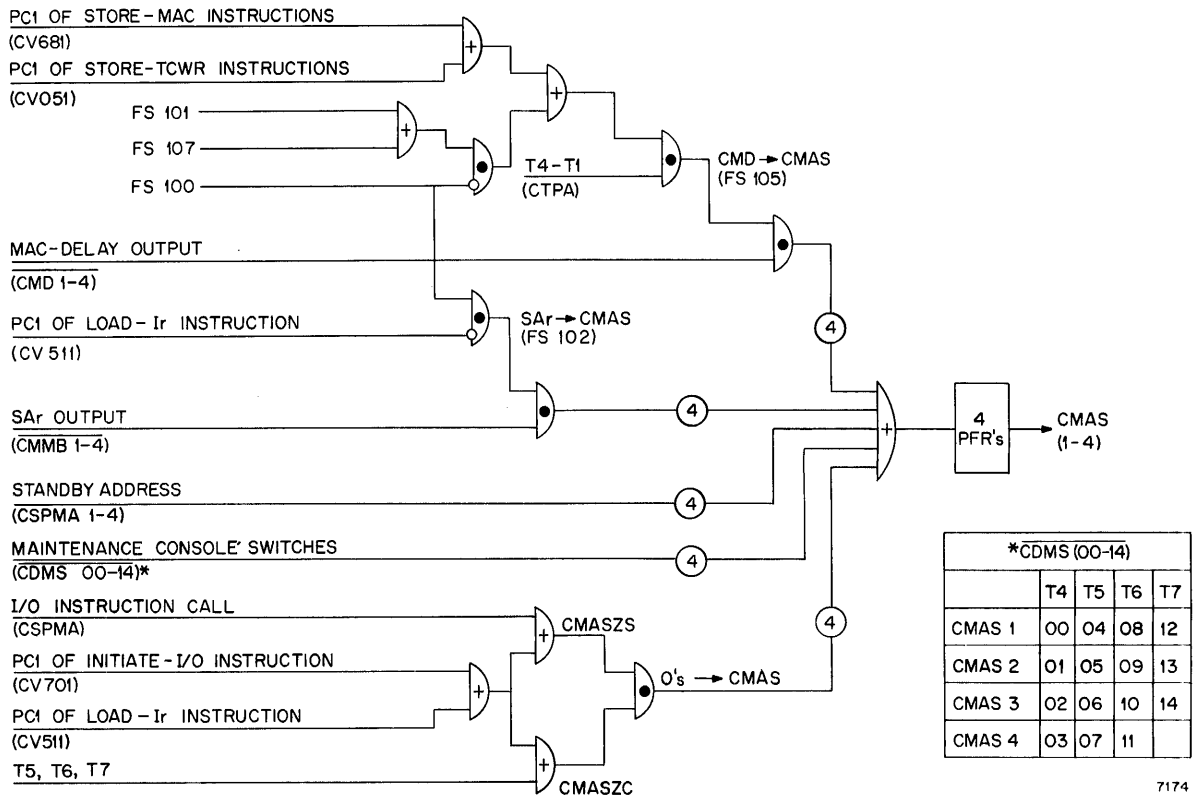 PC1 OF STORE-MAC INSTRUCTIONS
(CV681)
PC1 OF STORE-TCWR INSTRUCTIONS
(CV051)
FS 101
FS 107
FS 100
T4-T1
(CTPA)
CMD → CMAS
(FS 105)
MAC-DELAY OUTPUT
(CMD 1-4)
PC1 OF LOAD-Ir INSTRUCTION
(CV 511)
SAr → CMAS
(FS 102)
4
SAr OUTPUT
(CMMB 1-4)
4
4
PFR's
CMAS
(1-4)
STANDBY ADDRESS
(CSPMA 1-4)
4
MAINTENANCE CONSOLE SWITCHES
(CDMS 00-14)*
4
I/O INSTRUCTION CALL
(CSPMA)
CMASZS
4
PC1 OF INITIATE-I/O INSTRUCTION
(CV701)
O's → CMAS
PC1 OF LOAD-Ir INSTRUCTION
(CV511)
T5, T6, T7
CMASZC
*CDMS (00-14)
T4 T5 T6 T7
CMAS 1 00 04 08 12
CMAS 2 01 05 09 13
CMAS 3 02 06 10 14
CMAS 4 03 07 11
7174